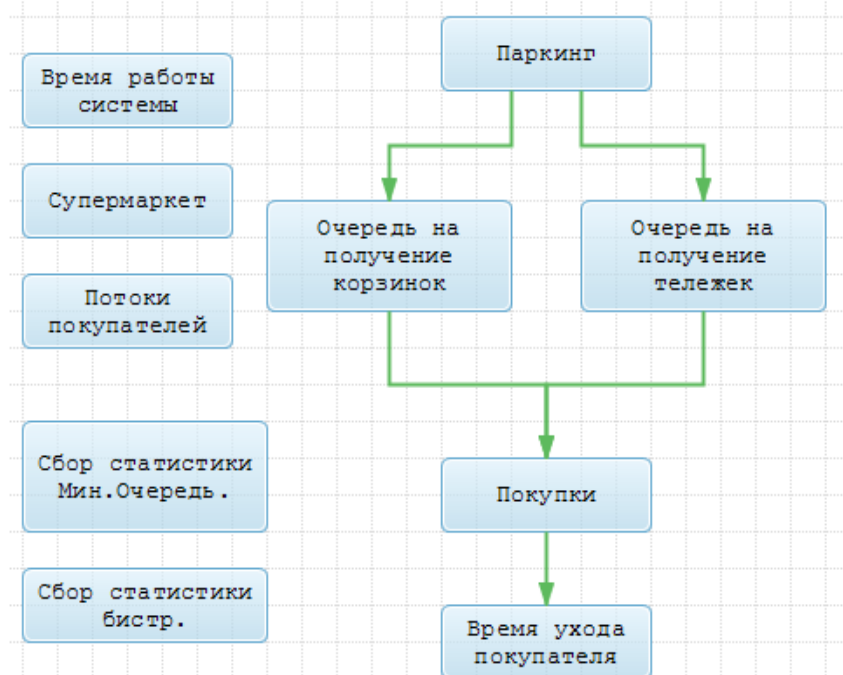 Паркинг
Время работы
системы
Супермаркет
Очередь на
получение
корзинок
Очередь на
получение
тележек
Потоки
покупателей
Сбор статистики
Мин.Очередь.
Покупки
Сбор статистики
бистр.
Время ухода
покупателя